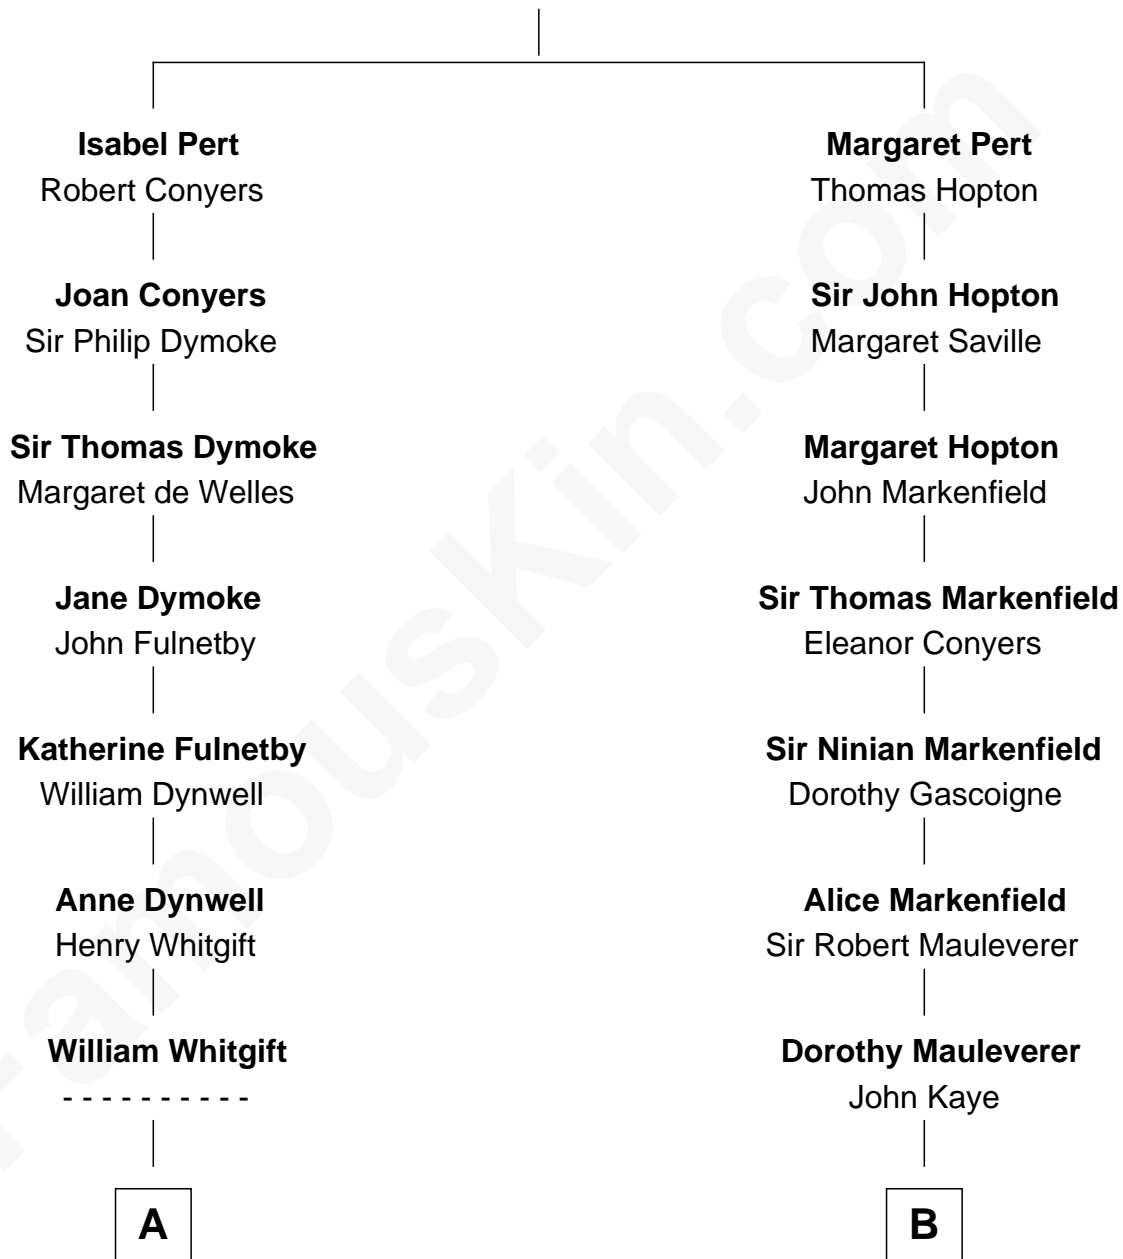 Isabel Pert
Robert Conyers
Joan Conyers
Sir Philip Dymoke
Sir Thomas Dymoke
Margaret de Welles
Jane Dymoke
John Fulnetby
Katherine Fulnetby
William Dynwell
Anne Dynwell
Henry Whitgift
William Whitgift
- - - - - - - - - -
A
Margaret Pert
Thomas Hopton
Sir John Hopton
Margaret Saville
Margaret Hopton
John Markenfield
Sir Thomas Markenfield
Eleanor Conyers
Sir Ninian Markenfield
Dorothy Gascoigne
Alice Markenfield
Sir Robert Mauleverer
Dorothy Mauleverer
John Kaye
B
FamousKin.com